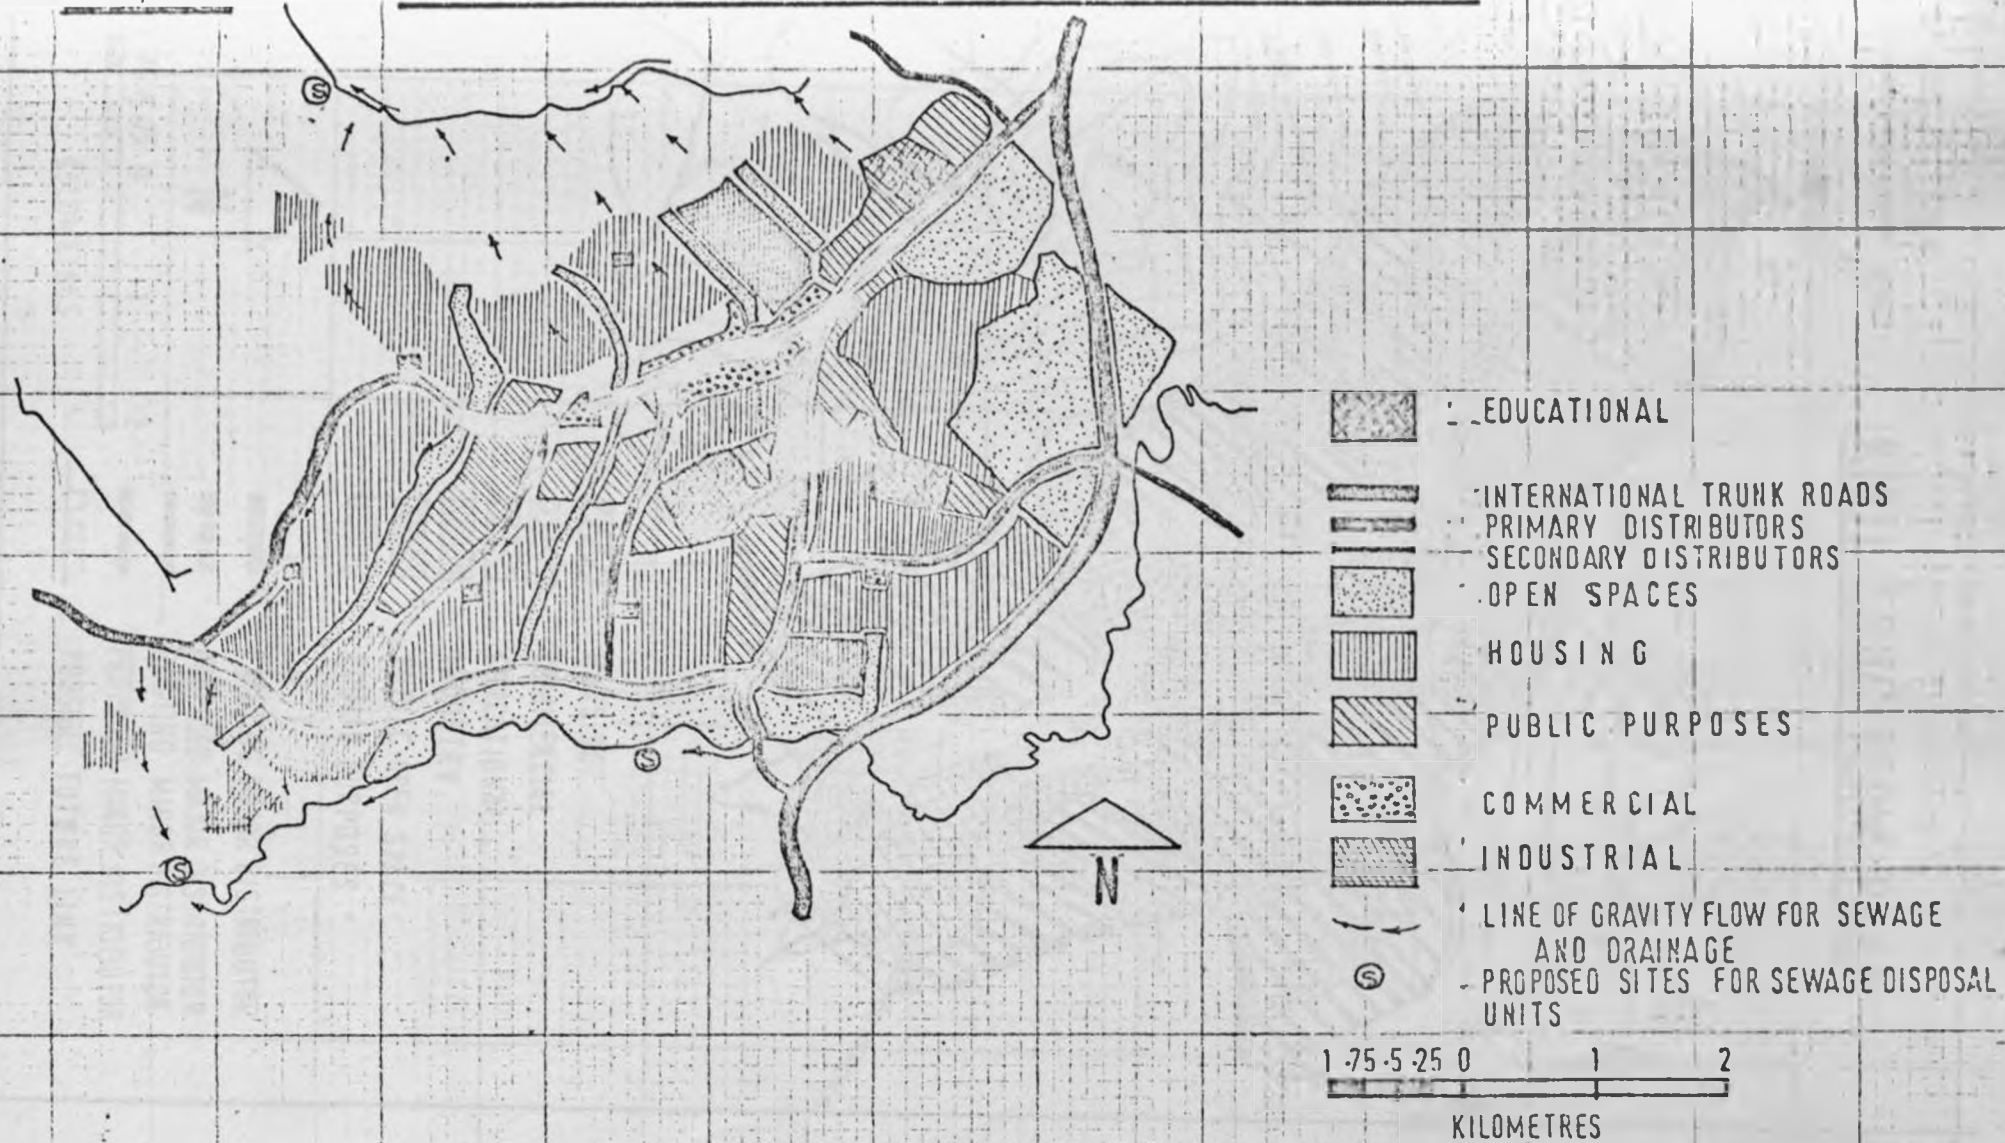 S
S
S
N
EDUCATIONAL
INTERNATIONAL TRUNK ROADS
PRIMARY DISTRIBUTORS
SECONDARY DISTRIBUTORS
OPEN SPACES
HOUSING
PUBLIC PURPOSES
COMMERCIAL
INDUSTRIAL
LINE OF GRAVITY FLOW FOR SEWAGE
AND DRAINAGE
S
PROPOSED SITES FOR SEWAGE DISPOSAL
UNITS
1 .75 .5 .25 0 1 2
KILOMETRES